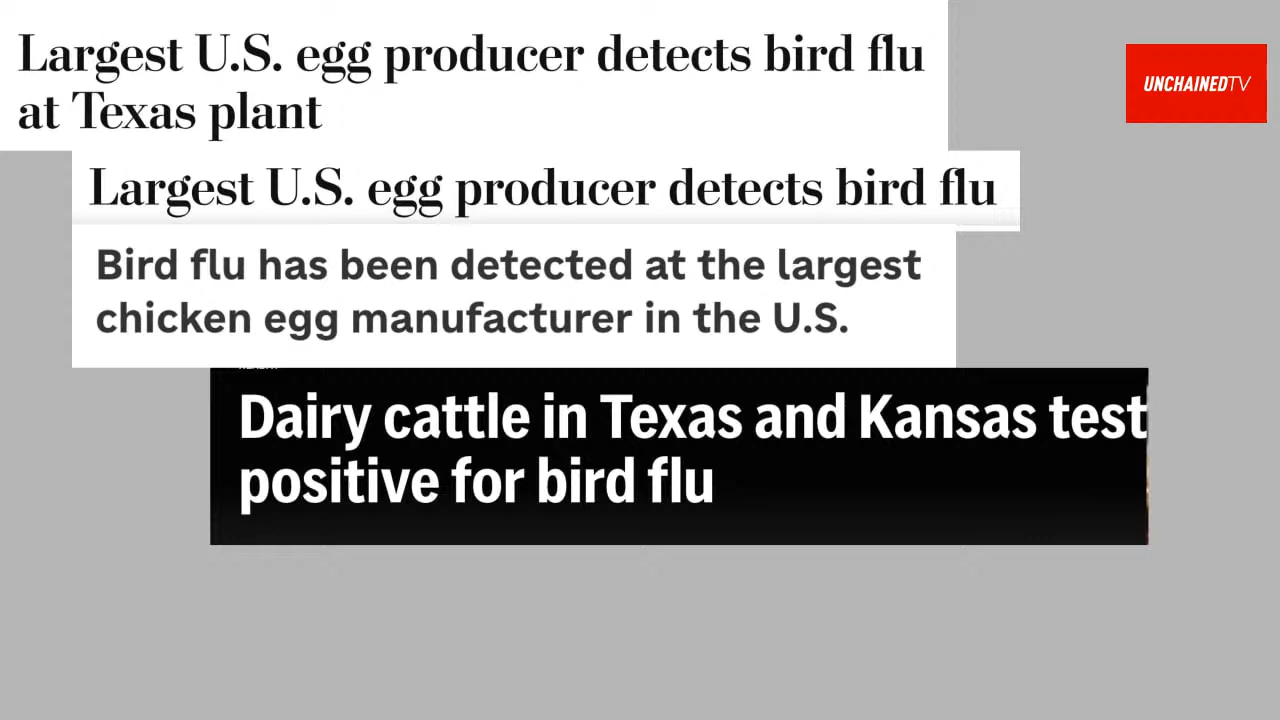 Largest U.S. egg producer detects bird flu
at Texas plant
UNCHAINEDTV
Largest U.S. egg producer detects bird flu
Bird flu has been detected at the largest
chicken egg manufacturer in the U.S.
Dairy cattle in Texas and Kansas test
positive for bird flu